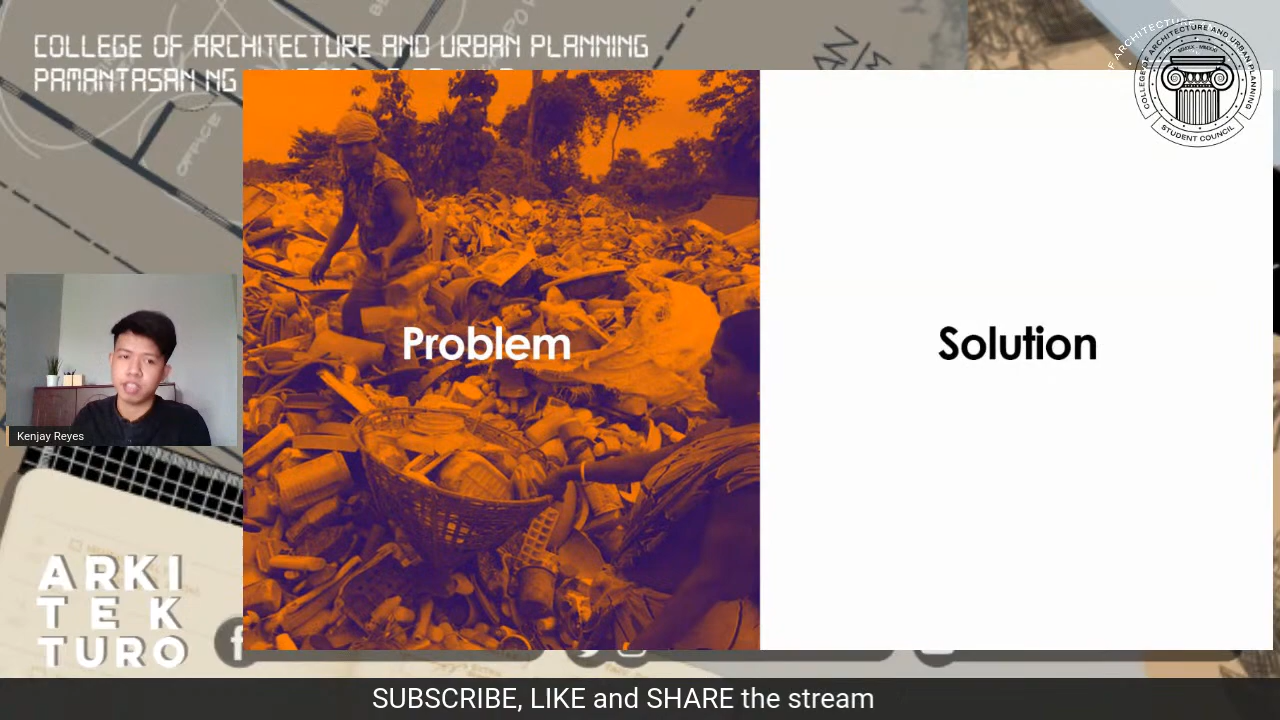 COLLEGE OF ARCHITECTURE AND URBAN PLANNING
PAMANTASAN NG
OFFICE
COLLEGE OF ARCHITECTURE AND URBAN PLANNING
STUDENT COUNCIL
Problem
Solution
Kenjay Reyes
ARKI
TEK
TURO
f
SUBSCRIBE, LIKE and SHARE the stream